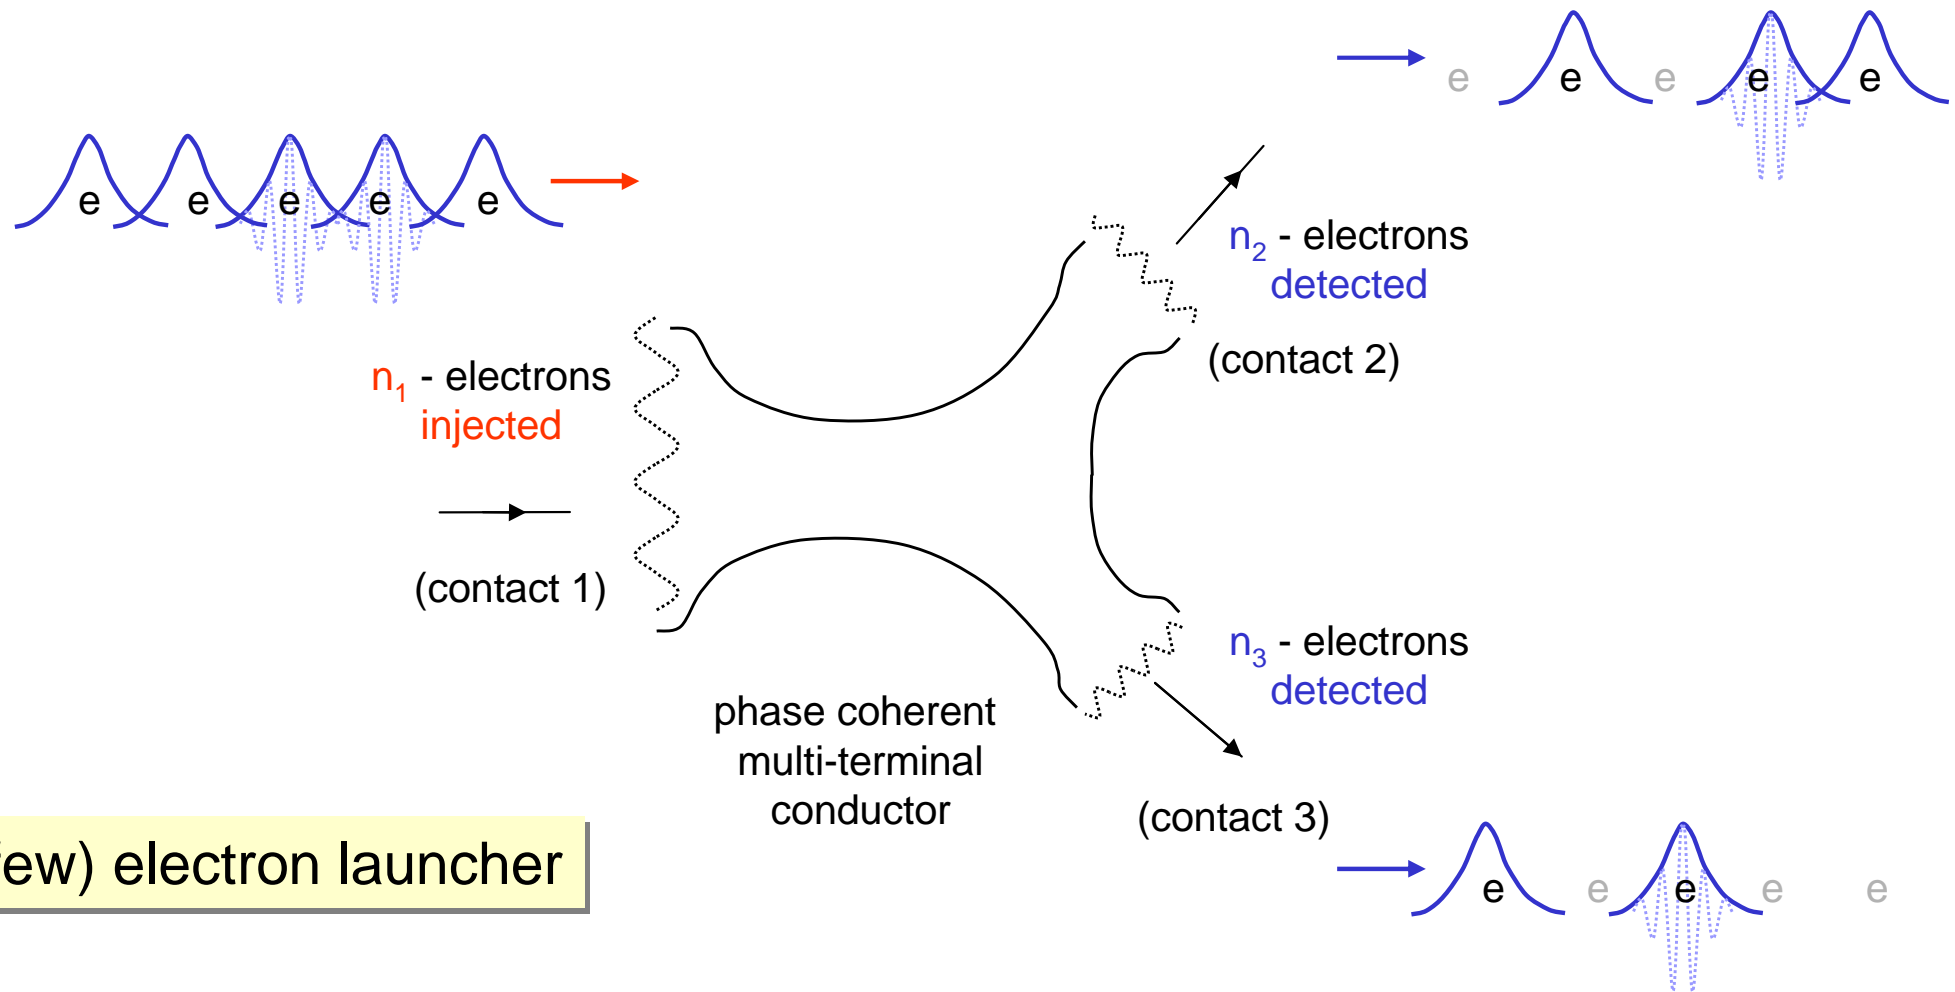 e e e e e
e e e e e
n₁ - electrons
injected
(contact 1)
n₂ - electrons
detected
(contact 2)
n₃ - electrons
detected
(contact 3)
phase coherent
multi-terminal
conductor
ew) electron launcher
e e e e e